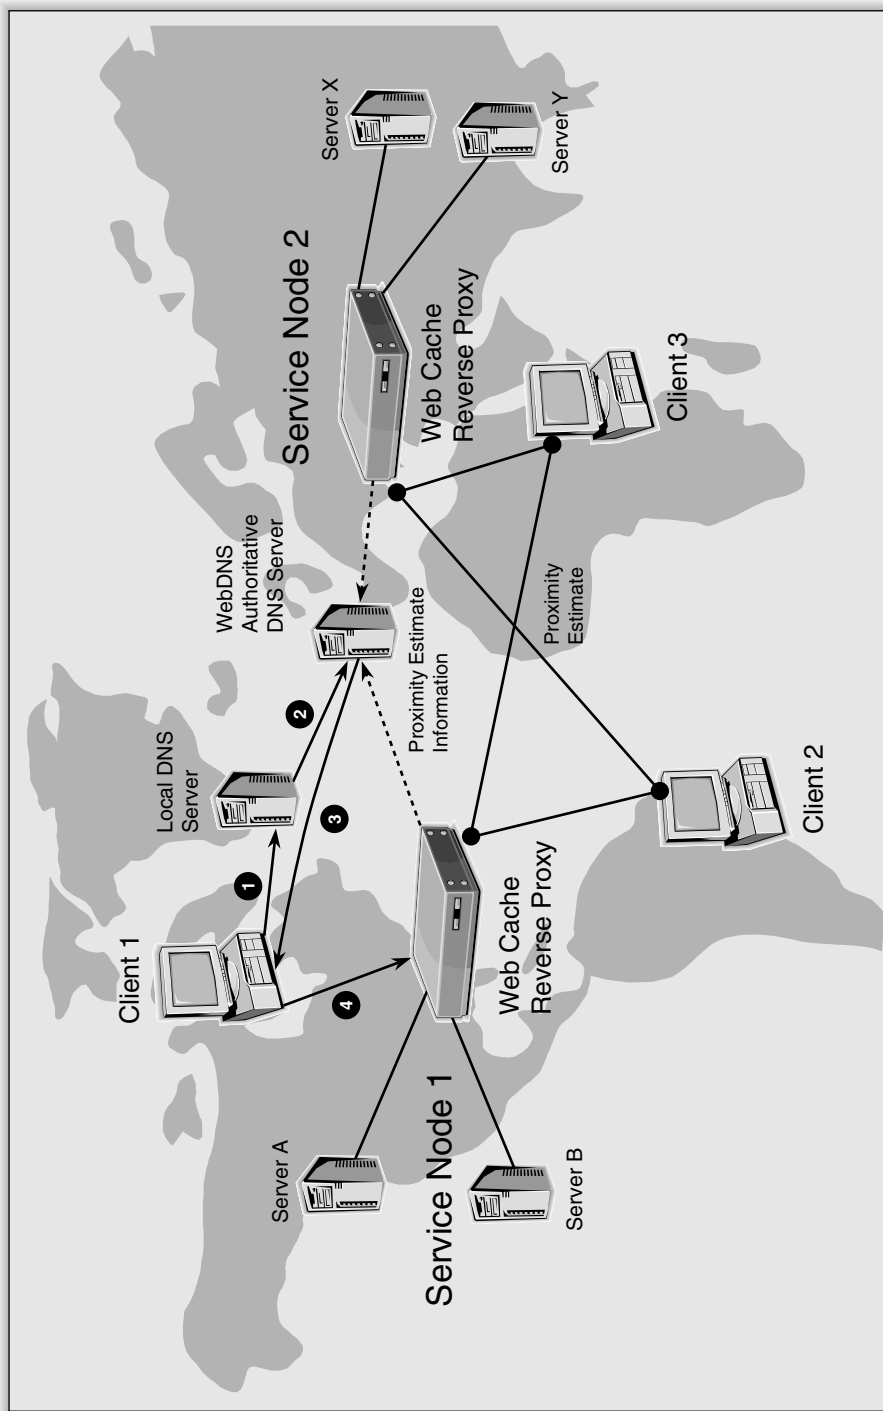 Client 1
Local DNS
Server
WebDNS
Authoritative
DNS Server
Service Node 2
Server X
1
2
3
4
Server A
Service Node 1
Server B
Web Cache
Reverse Proxy
Proximity Estimate
Information
Web Cache
Reverse Proxy
Server Y
Proximity
Estimate
Client 2
Client 3